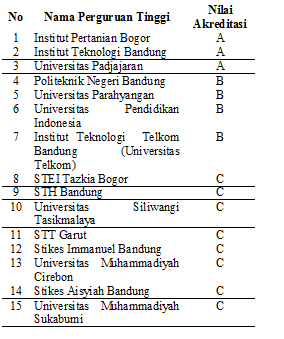 No Nama Perguruan Tinggi Nilai Akreditasi
1 Institut Pertanian Bogor A
2 Institut Teknologi Bandung A
3 Universitas Padjajaran A
4 Politeknik Negeri Bandung B
5 Universitas Parahyangan B
6 Universitas Pendidikan B
Indonesia
7 Institut Teknologi Telkom B
Bandung (Universitas
Telkom)
8 STEI Tazkia Bogor C
9 STH Bandung C
10 Universitas Siliwangi C
Tasikmalaya
11 STT Garut C
12 Stikes Immanuel Bandung C
13 Universitas Muhammadiyah C
Cirebon
14 Stikes Aisyiah Bandung C
15 Universitas Muhammadiyah C
Sukabumi